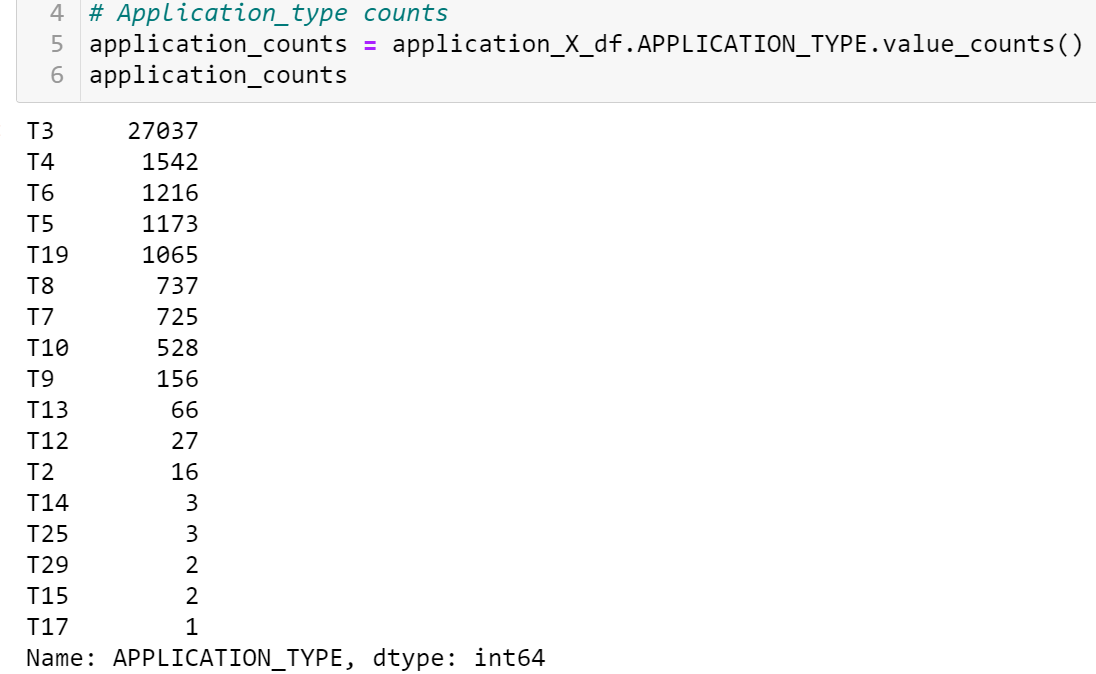 4 # Application_type counts
5 application_counts = application_X_df.APPLICATION_TYPE.value_counts()
6 application_counts
T3 27037
T4 1542
T6 1216
T5 1173
T19 1065
T8 737
T7 725
T10 528
T9 156
T13 66
T12 27
T2 16
T14 3
T25 3
T29 2
T15 2
T17 1
Name: APPLICATION_TYPE, dtype: int64